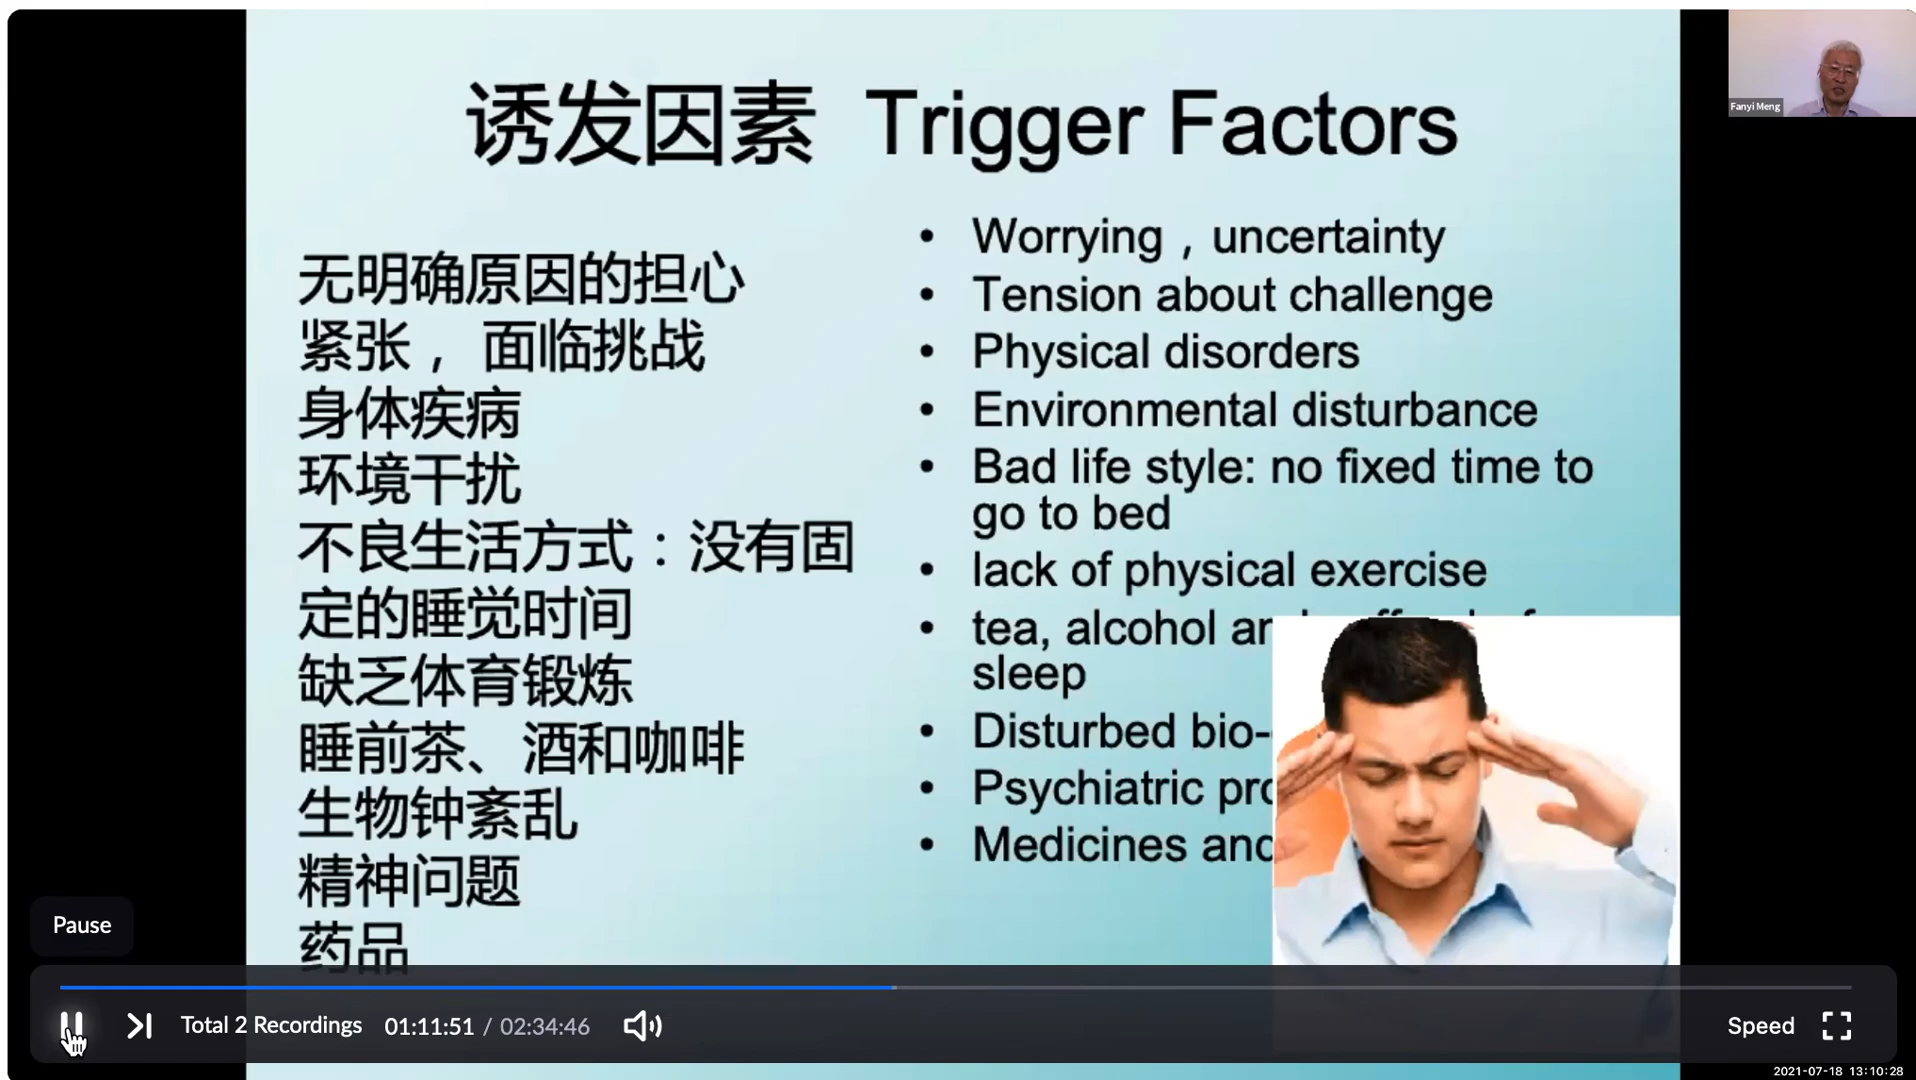 诱发因素 Trigger Factors
Fanyi Meng
无明确原因的担心
紧张， 面临挑战
身体疾病
环境干扰
不良生活方式：没有固
定的睡觉时间
缺乏体育锻炼
睡前茶、酒和咖啡
生物钟紊乱
精神问题
药品
• Worrying , uncertainty
• Tension about challenge
• Physical disorders
• Environmental disturbance
• Bad life style: no fixed time to
go to bed
• lack of physical exercise
• tea, alcohol
sleep
• Disturbed bio-
• Psychiatric
• Medicines
Pause
Total 2 Recordings 01:11:51 / 02:34:46
Speed
2021-07-18 13:10:28